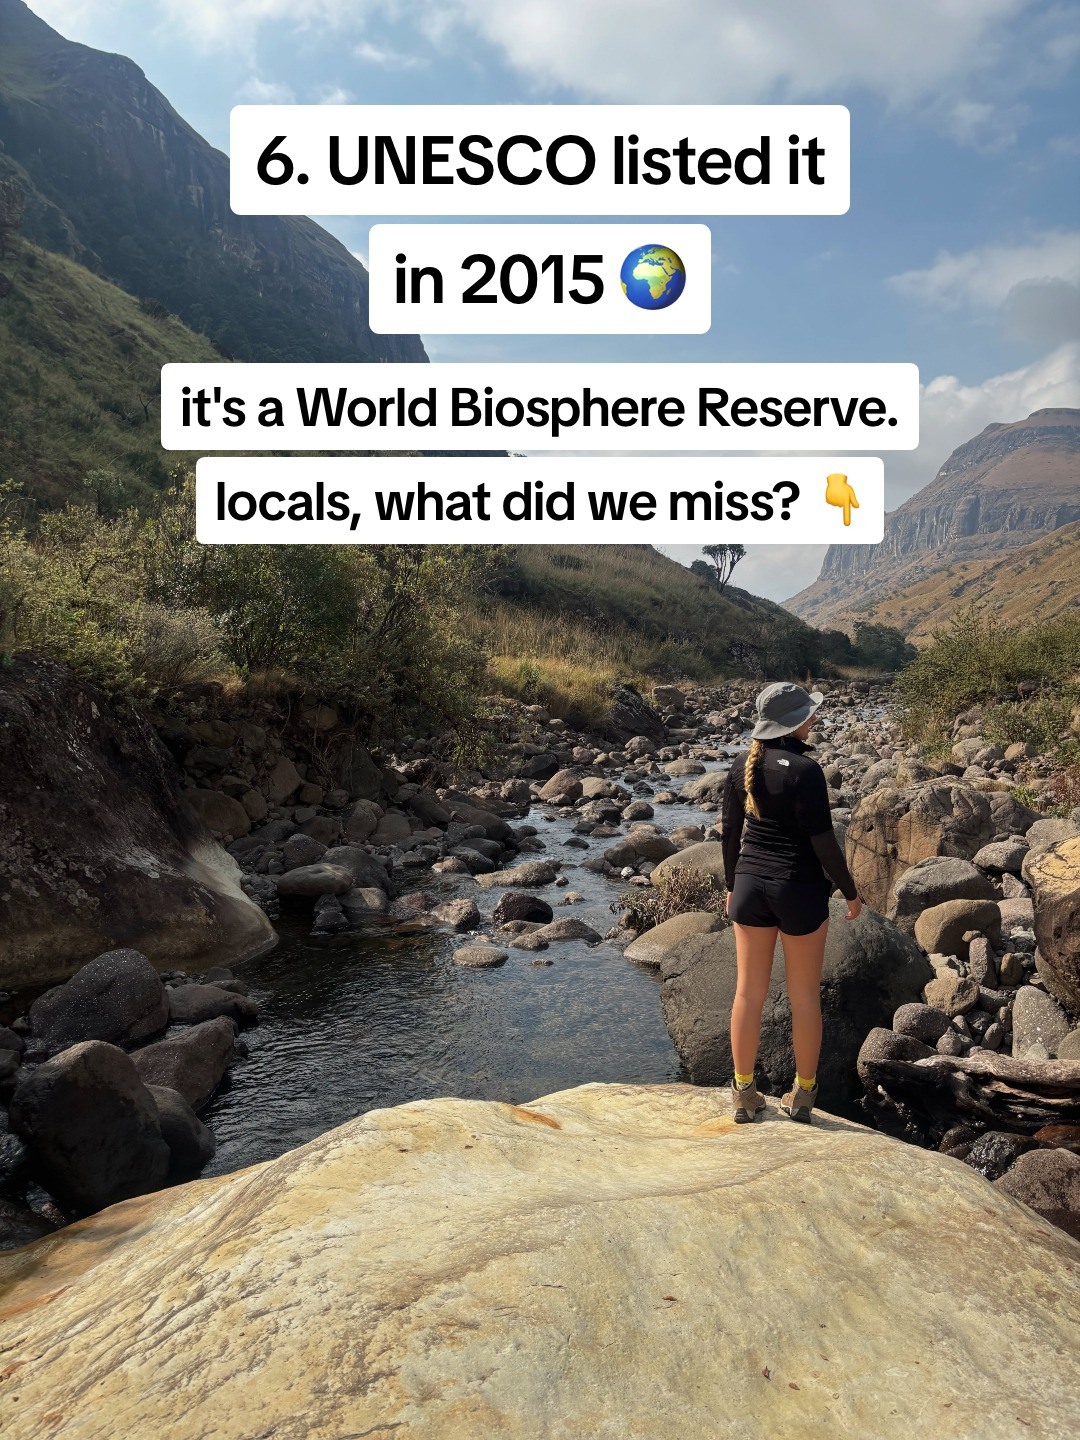 6. UNESCO listed it
in 2015 🌍
it's a World Biosphere Reserve.
locals, what did we miss? 👇